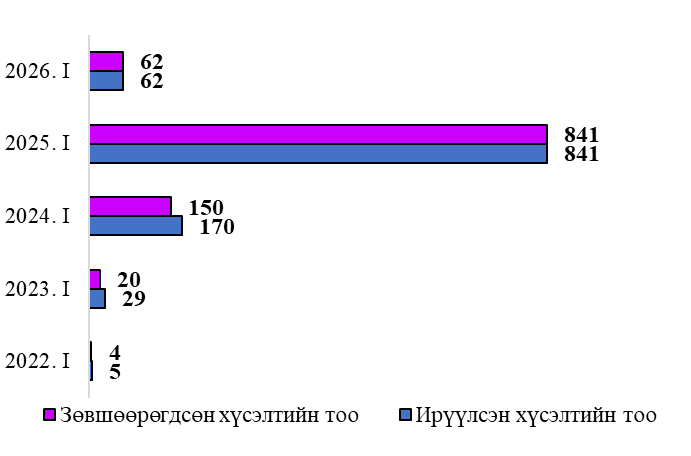 2026. I
62
62
2025. I
841
841
2024. I
150
170
2023. I
20
29
2022. I
4
5
Зөвшөөрөгдсөн хүсэлтийн тоо
Ирүүлсэн хүсэлтийн тоо